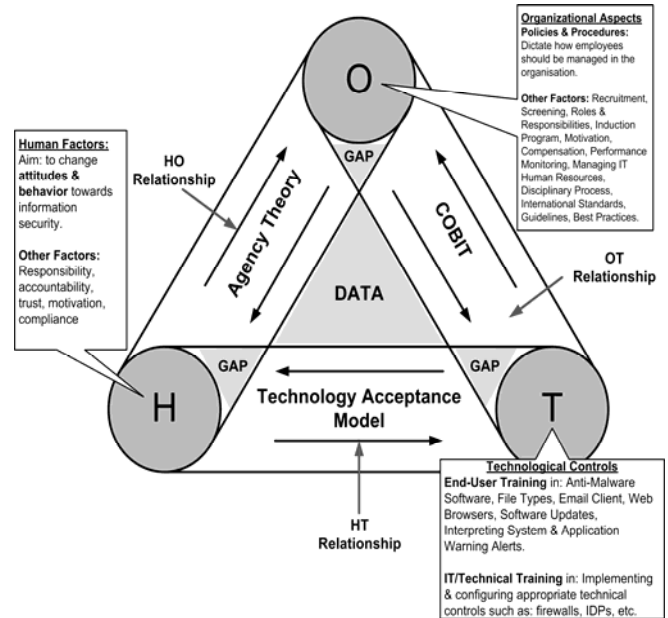 Organizational Aspects
Policies & Procedures:
Dictate how employees
should be managed in the
organisation.
Other Factors: Recruitment,
Screening, Roles &
Responsibilities, Induction
Program, Motivation,
Compensation, Performance
Monitoring, Managing IT
Human Resources,
Disciplinary Process,
International Standards,
Guidelines, Best Practices.
O
GAP
Human Factors:
Aim: to change
attitudes &
behavior towards
information
security.
Other Factors:
Responsibility,
accountability,
trust, motivation,
compliance
HO
Relationship
Agency Theory
COBIT
OT
Relationship
DATA
GAP
GAP
H
Technology Acceptance
Model
T
HT
Relationship
Technological Controls
End-User Training in: Anti-Malware
Software, File Types, Email Client, Web
Browsers, Software Updates,
Interpreting System & Application
Warning Alerts.
IT/Technical Training in: Implementing
& configuring appropriate technical
controls such as: firewalls, IDPs, etc.